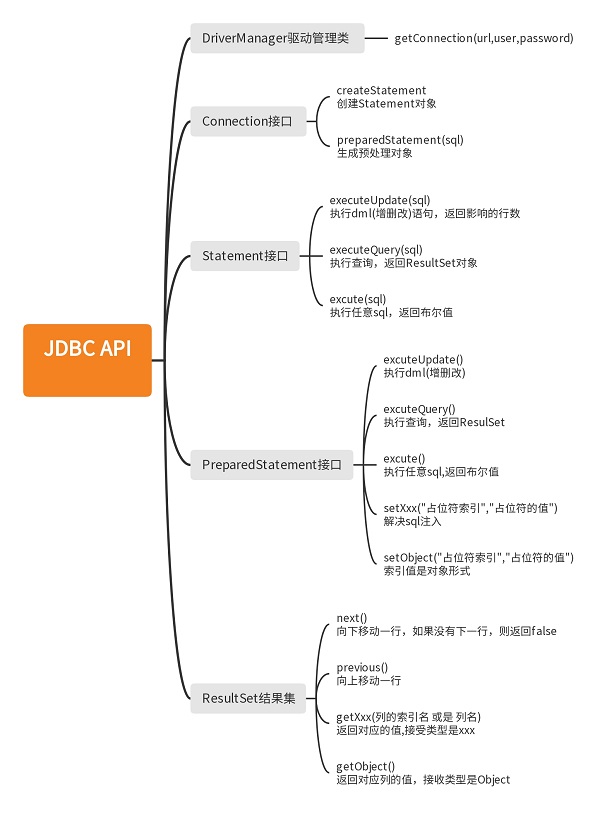 JDBC API
DriverManager驱动管理类
getConnection(url,user,password)
Connection接口
createStatement
创建Statement对象
preparedStatement(sql)
生成预处理对象
Statement接口
executeUpdate(sql)
执行dml(增删改)语句，返回影响的行数
executeQuery(sql)
执行查询，返回ResultSet对象
excute(sql)
执行任意sql，返回布尔值
PreparedStatement接口
excuteUpdate()
执行dml(增删改)
excuteQuery()
执行查询，返回ResulSet
excute()
执行任意sql,返回布尔值
setXxx("占位符索引","占位符的值")
解决sql注入
setObject("占位符索引","占位符的值")
索引值是对象形式
ResultSet结果集
next()
向下移动一行，如果没有下一行，则返回false
previous()
向上移动一行
getXxx(列的索引名 或是 列名)
返回对应的值,接受类型是xxx
getObject()
返回对应列的值，接收类型是Object